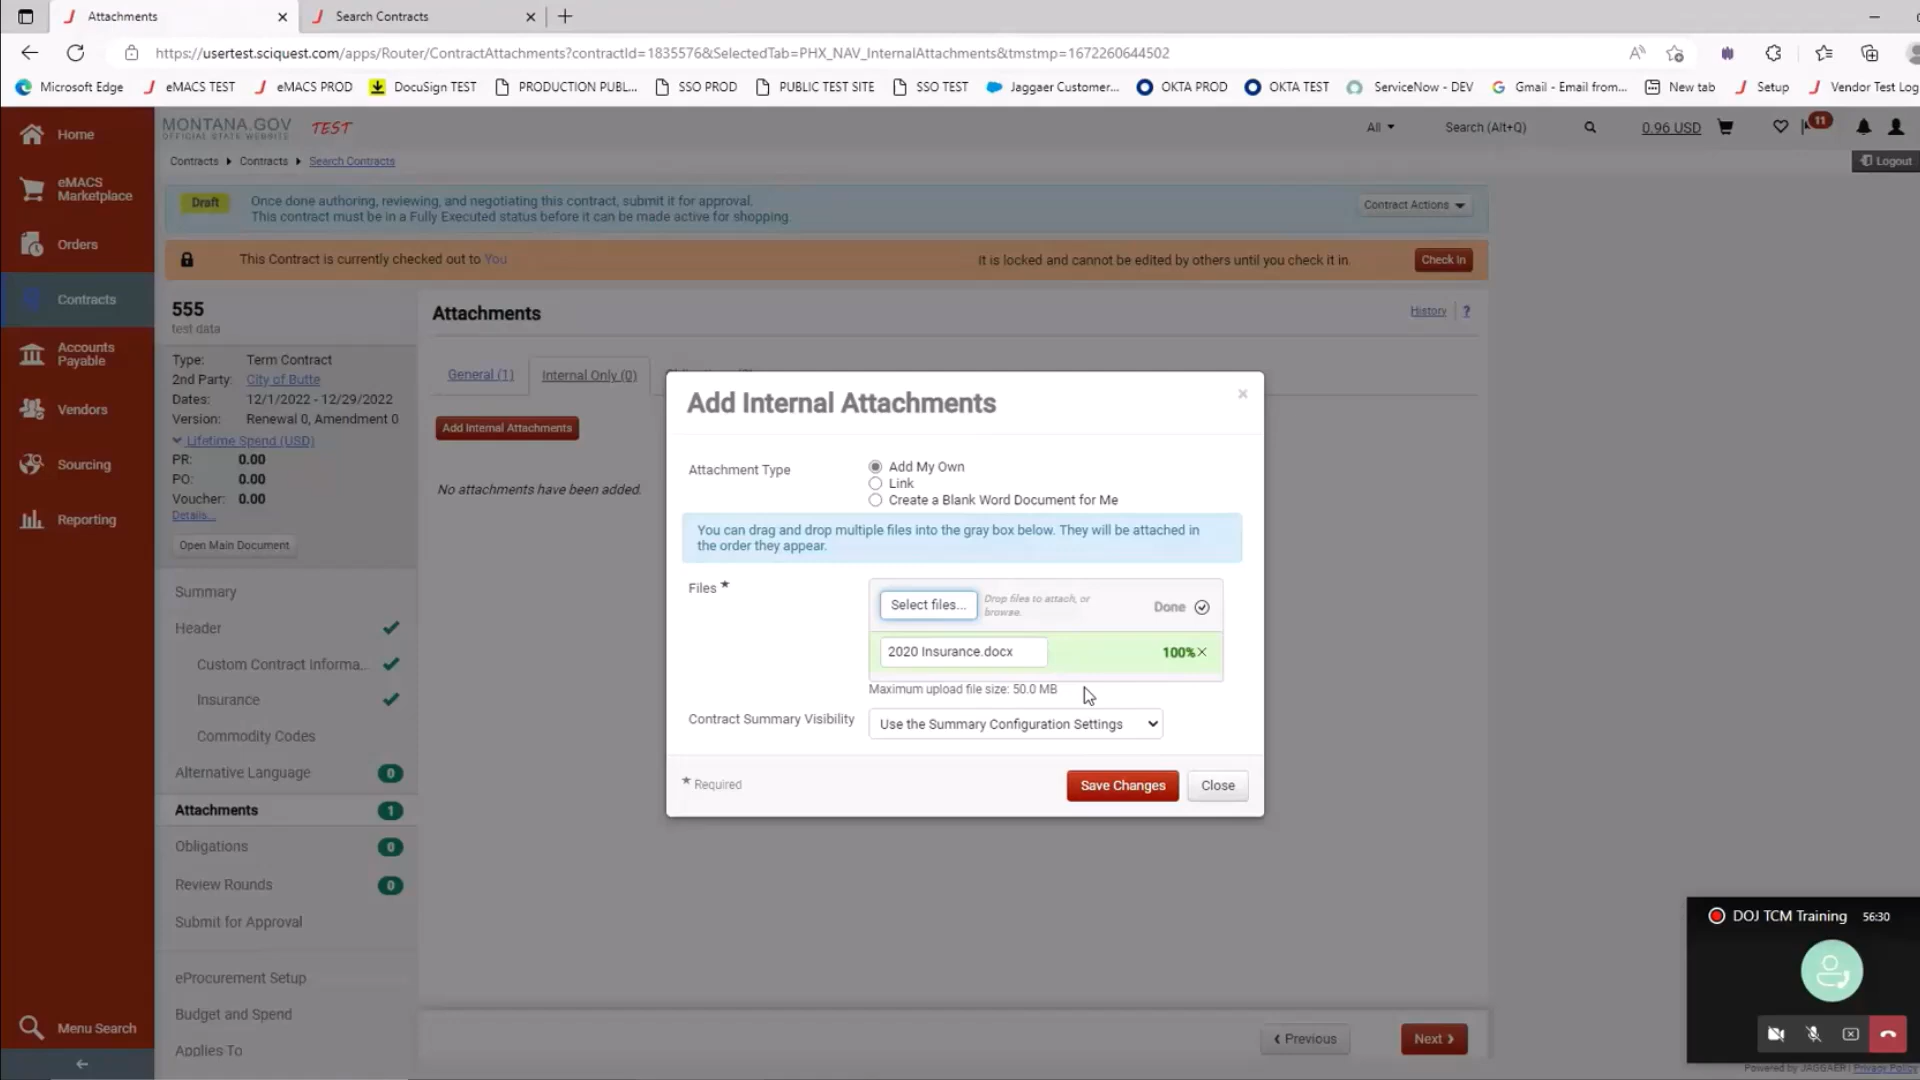 Attachments
Search Contracts
https://usertest.sciquest.com/apps/Router/ContractAttachments?contractId=1835576&SelectedTab=PHX_NAV_InternalAttachments&tmstmp=1672260644502
Microsoft Edge
eMACS TEST
eMACS PROD
DocuSign TEST
PRODUCTION PUBL...
SSO PROD
PUBLIC TEST SITE
SSO TEST
Jaggaer Customer...
OKTA PROD
OKTA TEST
ServiceNow - DEV
Gmail - Email from...
New tab
Setup
Vendor Test Log
Home
eMACS
Marketplace
Orders
Contracts
Accounts
Payable
Vendors
Sourcing
Reporting
Menu Search
MONTANA.GOV
OFFICIAL STATE WEBSITE
TEST
All
Search (Alt+Q)
0.96 USD
11
Logout
Contracts
Contracts
Search Contracts
Draft
Once done authoring, reviewing, and negotiating this contract, submit it for approval.
This contract must be in a Fully Executed status before it can be made active for shopping.
Contract Actions
This Contract is currently checked out to You
It is locked and cannot be edited by others until you check it in.
Check In
555
test data
Type: Term Contract
2nd Party: City of Butte
Dates: 12/1/2022 - 12/29/2022
Version: Renewal 0, Amendment 0
Lifetime Spend (USD)
PR: 0.00
PO: 0.00
Voucher: 0.00
Details...
Open Main Document
Summary
Header
Custom Contract Informa...
Insurance
Commodity Codes
Alternative Language 0
Attachments 1
Obligations 0
Review Rounds 0
Submit for Approval
eProcurement Setup
Budget and Spend
Applies To
Attachments
History
?
General (1)
Internal Only (0)
Add Internal Attachments
No attachments have been added.
Add Internal Attachments
×
Attachment Type
Add My Own
Link
Create a Blank Word Document for Me
You can drag and drop multiple files into the gray box below. They will be attached in
the order they appear.
Files *
Select files...
Drop files to attach, or
browse.
Done
2020 Insurance.docx
100%×
Maximum upload file size: 50.0 MB
Contract Summary Visibility
Use the Summary Configuration Settings
* Required
Save Changes
Close
Previous
Next
DOJ TCM Training 56:30
Powered by JAGGAER | Privacy Policy